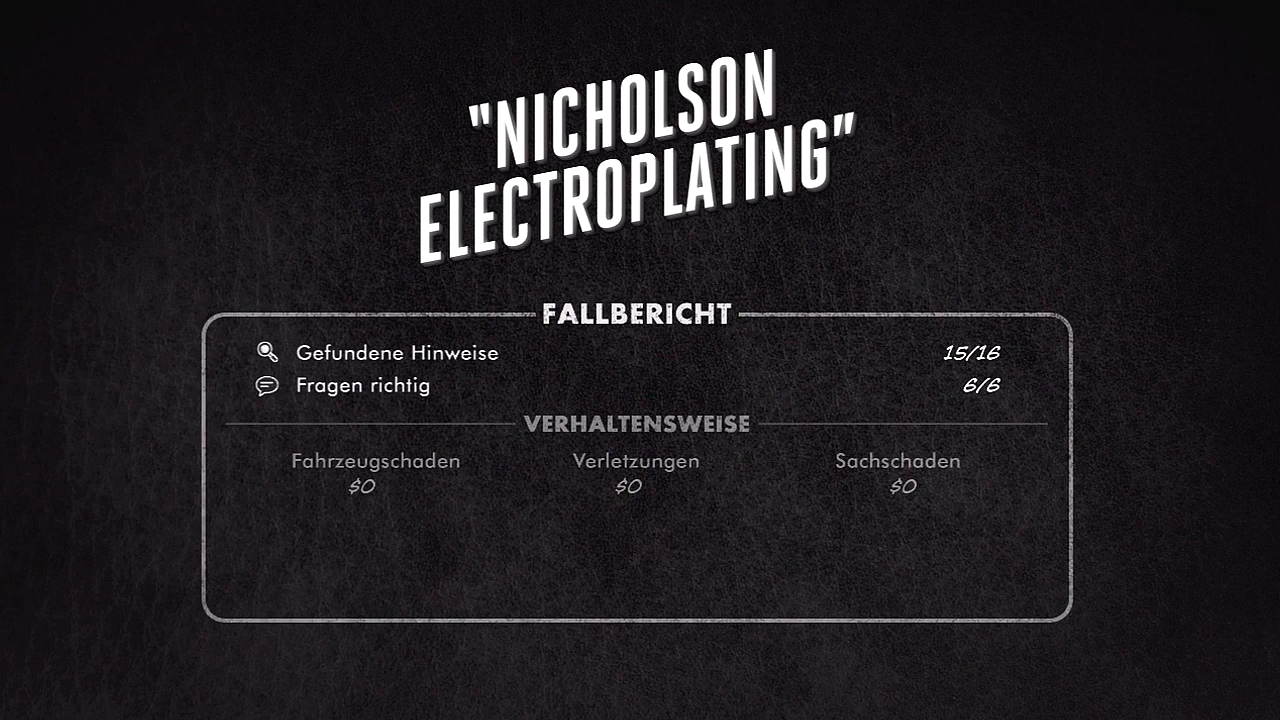 "NICHOLSON
ELECTROPLATING"
FALLBERICHT
Gefundene Hinweise 15/16
Fragen richtig 6/6
VERHALTENSWEISE
Fahrzeugschaden Verletzungen Sachschaden
$0 $0 $0